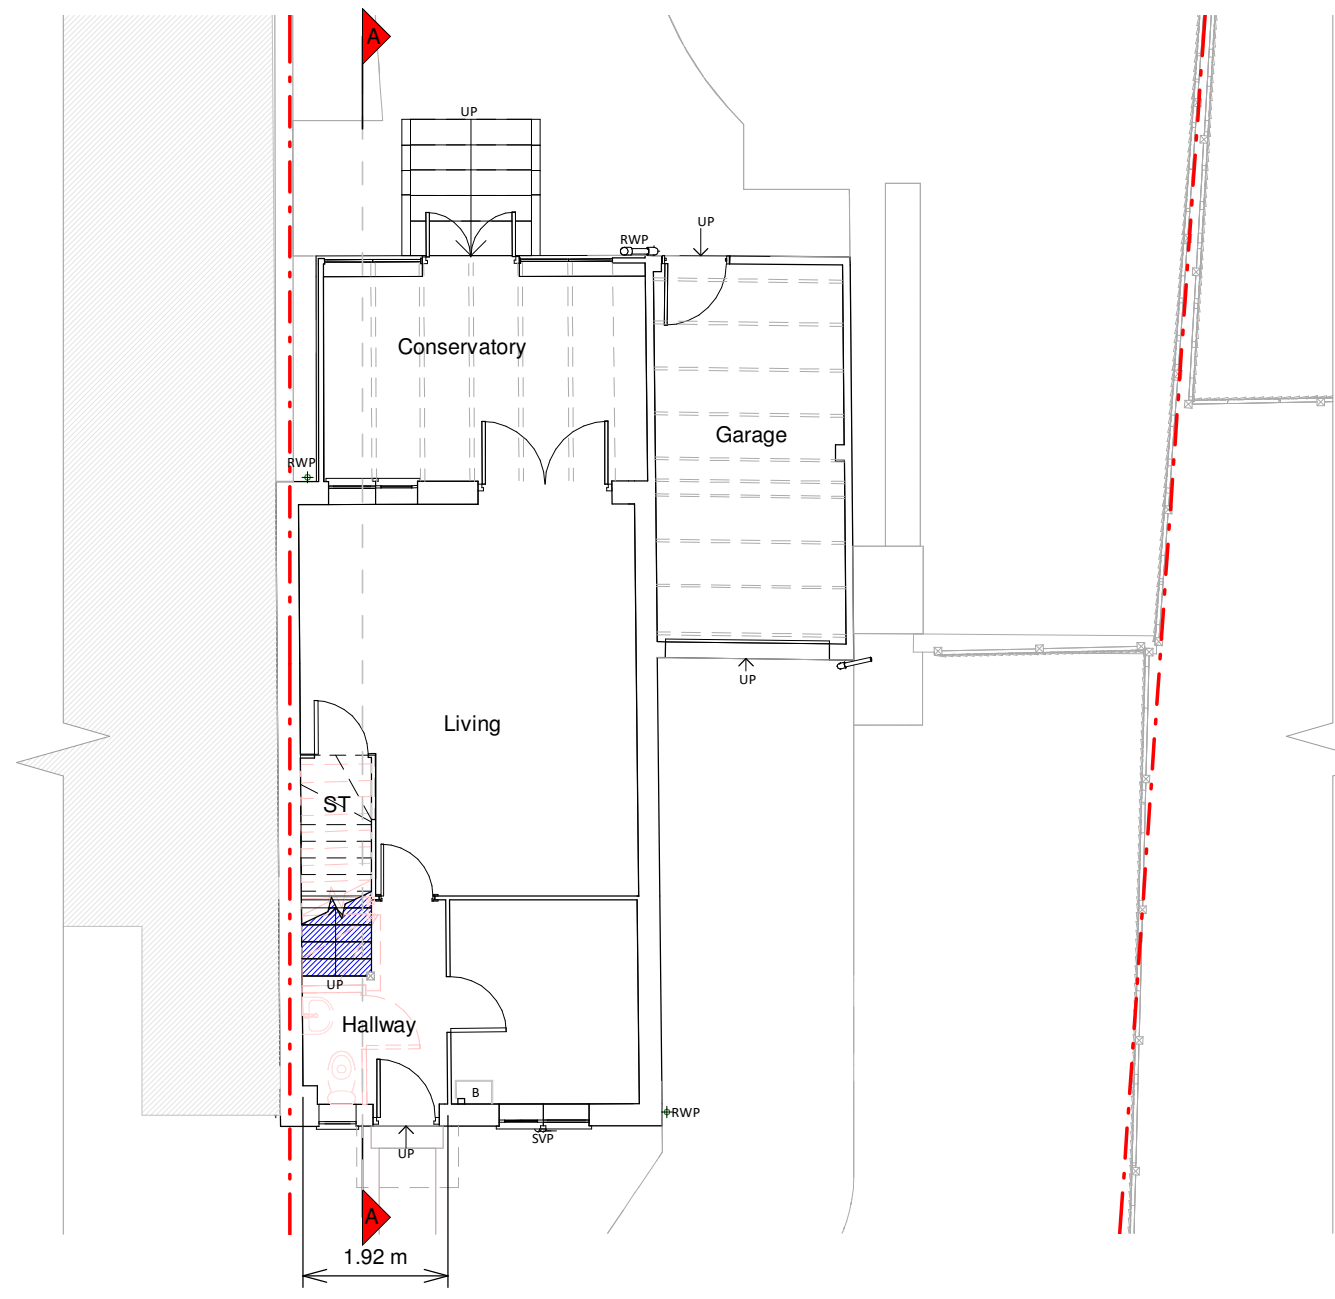 A
UP
UP
RWP
Conservatory
Garage
RWP
UP
Living
ST
UP
Hallway
B
RWP
SVP
UP
A
1.92 m